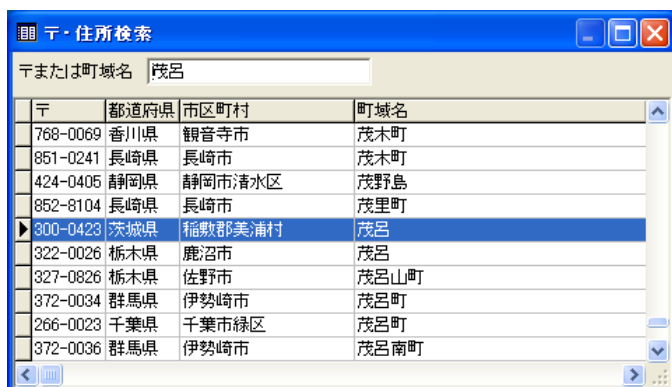 〒・住所検索
〒または町域名 茂呂
〒 都道府県 市区町村 町域名
768-0069 香川県 観音寺市 茂木町
851-0241 長崎県 長崎市 茂木町
424-0405 静岡県 静岡市清水区 茂野島
852-8104 長崎県 長崎市 茂里町
300-0423 茨城県 稲敷郡美浦村 茂呂
322-0026 栃木県 鹿沼市 茂呂
327-0826 栃木県 佐野市 茂呂山町
372-0034 群馬県 伊勢崎市 茂呂町
266-0023 千葉県 千葉市緑区 茂呂町
372-0036 群馬県 伊勢崎市 茂呂南町